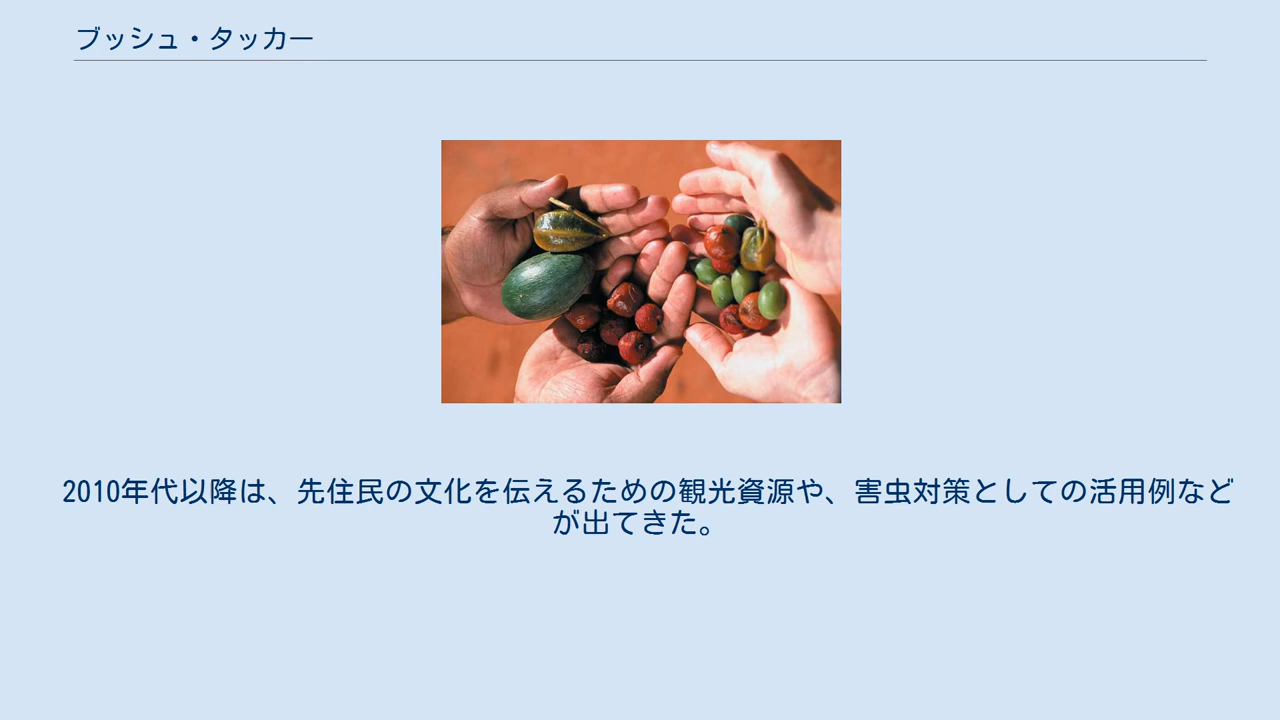 ブッシュ・タッカー
2010年代以降は、先住民の文化を伝えるための観光資源や、害虫対策としての活用例など
が出てきた。